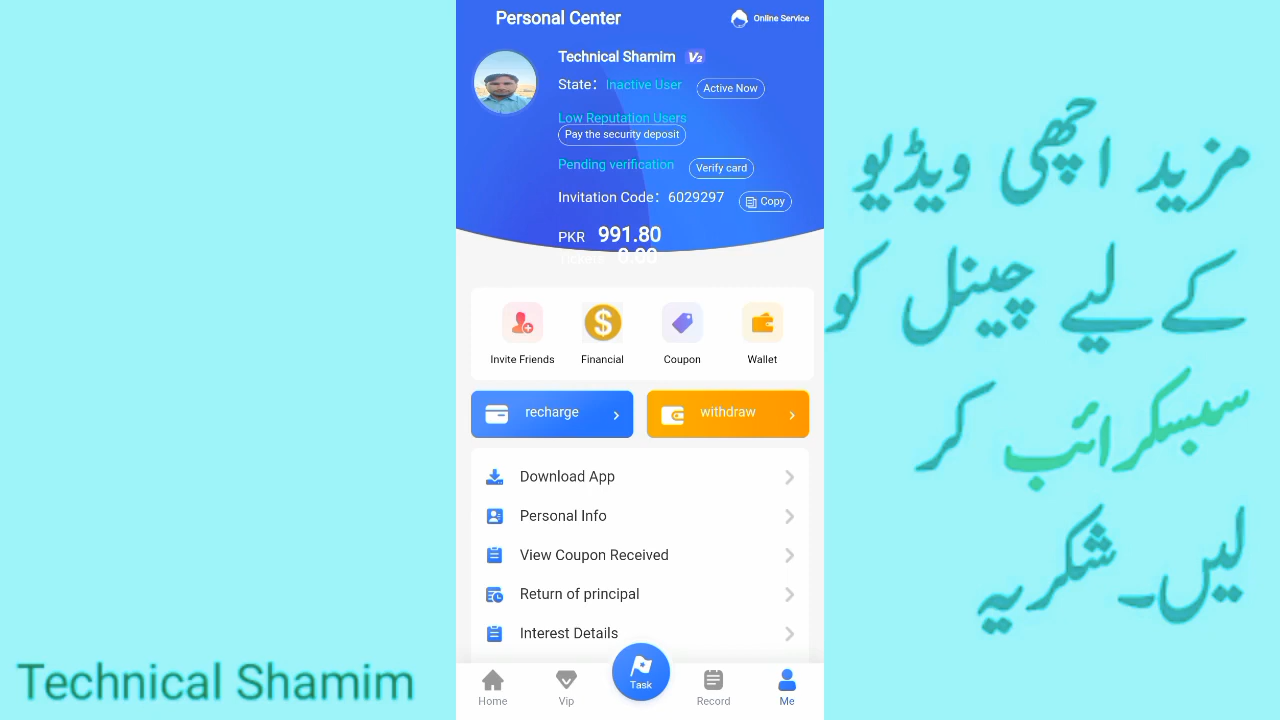 Personal Center
Online Service
Technical Shamim V2
State: Inactive User Active Now
Low Reputation Users
Pay the security deposit
Pending verification Verify card
Invitation Code: 6029297 Copy
PKR 991.80
Tickets 0.00
Invite Friends Financial Coupon Wallet
recharge withdraw
Download App
Personal Info
View Coupon Received
Return of principal
Interest Details
Home Vip Task Record Me
مزید اچھی ویڈیو
کے لیے چینل کو
سبسکرائب کر
لیں۔ شکریہ
Technical Shamim